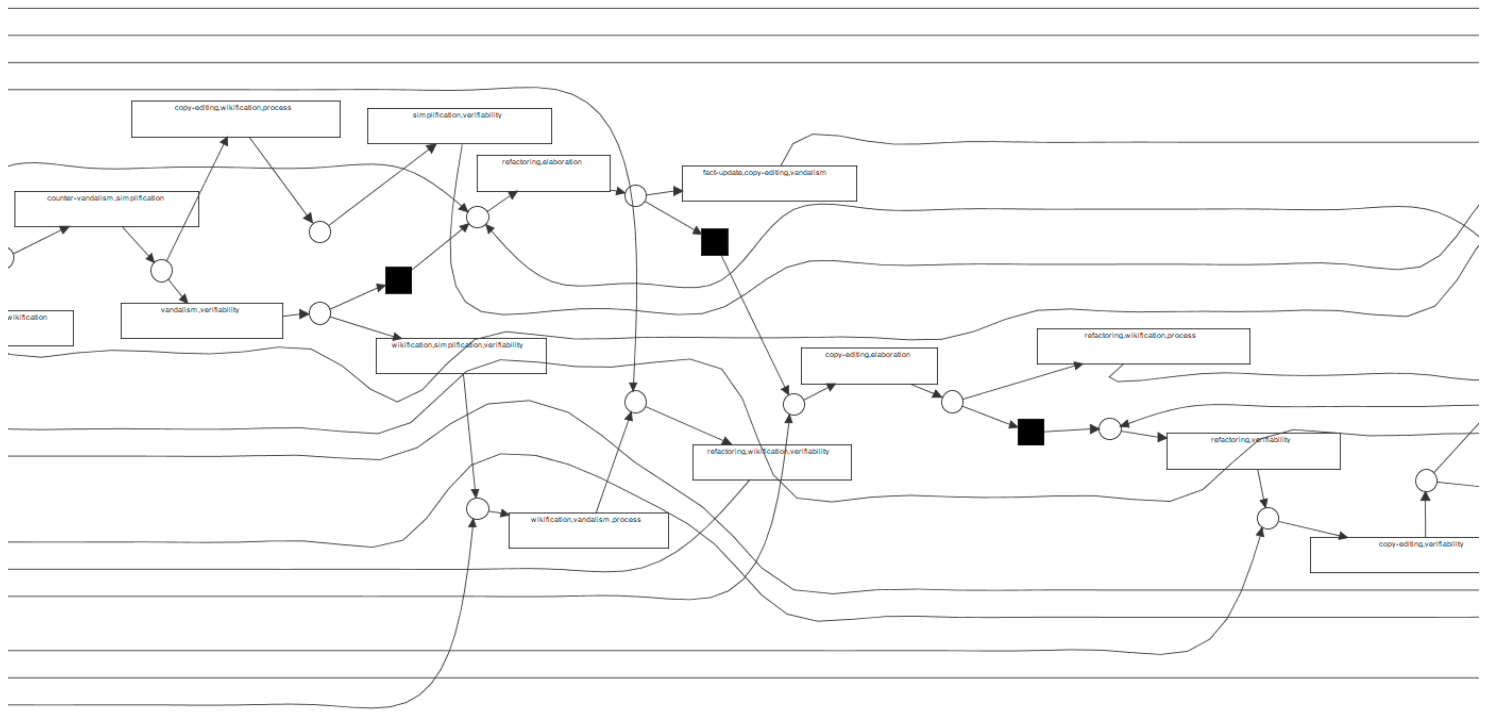 copy-editing,wikification,process
simplification,verifiability
refactoring,elaboration
fact-update,copy-editing,vandalism
counter-vandalism,simplification
vandalism,verifiability
wikification
wikification,simplification,verifiability
refactoring,wikification,process
copy-editing,elaboration
refactoring,verifiability
refactoring,wikification,verifiability
wikification,vandalism,process
copy-editing,verifiability